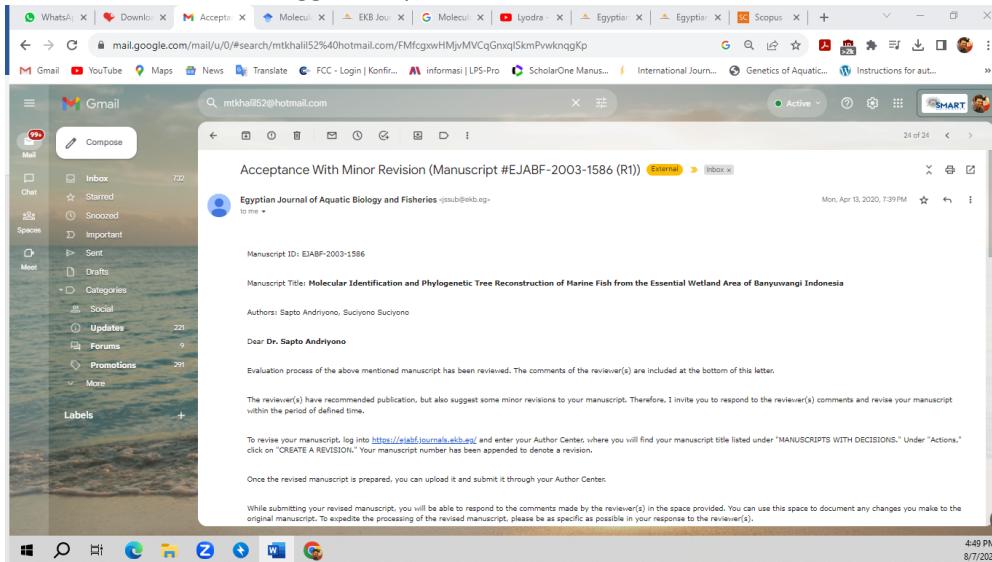 WhatsA
Downlo
Accepta
Molecul
EKB Jour
Molecul
Lyodra -
Egyptian
Egyptian
SC Scopus
mail.google.com/mail/u/0/#search/mtkhalil52%40hotmail.com/FMfcgxwHMjvMVCqGnxqlSkmPvwknqgKp
Gmail
YouTube
Maps
News
Translate
FCC - Login | Konfir...
informasi | LPS-Pro
ScholarOne Manus...
International Journ...
Genetics of Aquatic...
Instructions for aut...
»
Gmail
mtkhalil52@hotmail.com
Active
SMART
99+
Mail
Chat
Spaces
Meet
Compose
Inbox 732
Starred
Snoozed
Important
Sent
Drafts
Categories
Social
Updates 221
Forums 9
Promotions 291
More
Labels +
24 of 24
Acceptance With Minor Revision (Manuscript #EJABF-2003-1586 (R1)) External Inbox x
Egyptian Journal of Aquatic Biology and Fisheries <jssub@ekb.eg> Mon, Apr 13, 2020, 7:39 PM
to me
Manuscript ID: EJABF-2003-1586
Manuscript Title: Molecular Identification and Phylogenetic Tree Reconstruction of Marine Fish from the Essential Wetland Area of Banyuwangi Indonesia
Authors: Sapto Andriyono, Suciyono Suciyono
Dear Dr. Sapto Andriyono
Evaluation process of the above mentioned manuscript has been reviewed. The comments of the reviewer(s) are included at the bottom of this letter.
The reviewer(s) have recommended publication, but also suggest some minor revisions to your manuscript. Therefore, I invite you to respond to the reviewer(s) comments and revise your manuscript
within the period of defined time.
To revise your manuscript, log into https://ejabf.journals.ekb.eg/ and enter your Author Center, where you will find your manuscript title listed under "MANUSCRIPTS WITH DECISIONS." Under "Actions,"
click on "CREATE A REVISION." Your manuscript number has been appended to denote a revision.
Once the revised manuscript is prepared, you can upload it and submit it through your Author Center.
While submitting your revised manuscript, you will be able to respond to the comments made by the reviewer(s) in the space provided. You can use this space to document any changes you make to the
original manuscript. To expedite the processing of the revised manuscript, please be as specific as possible in your response to the reviewer(s).
4:49 PM
8/7/202